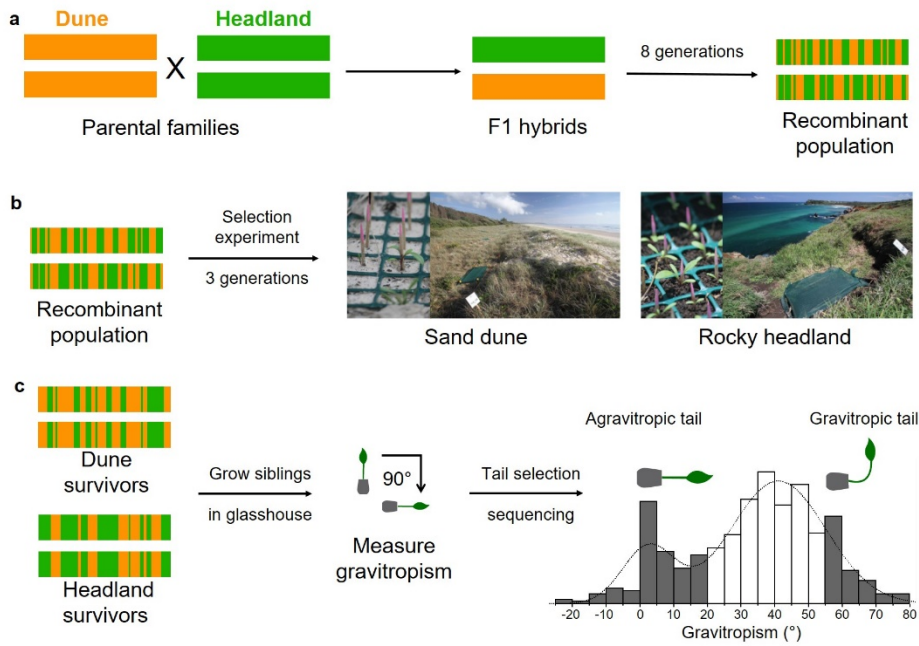 a
Dune
Headland
X
8 generations
Parental families
F1 hybrids
Recombinant
population
b
Selection
experiment
3 generations
Recombinant
population
Sand dune
Rocky headland
c
Dune
survivors
Headland
survivors
Grow siblings
in glasshouse
90°
Measure
gravitropism
Tail selection
sequencing
Agravitropic tail
Gravitropic tail
-20 -10 0 10 20 30 40 50 60 70 80
Gravitropism (°)